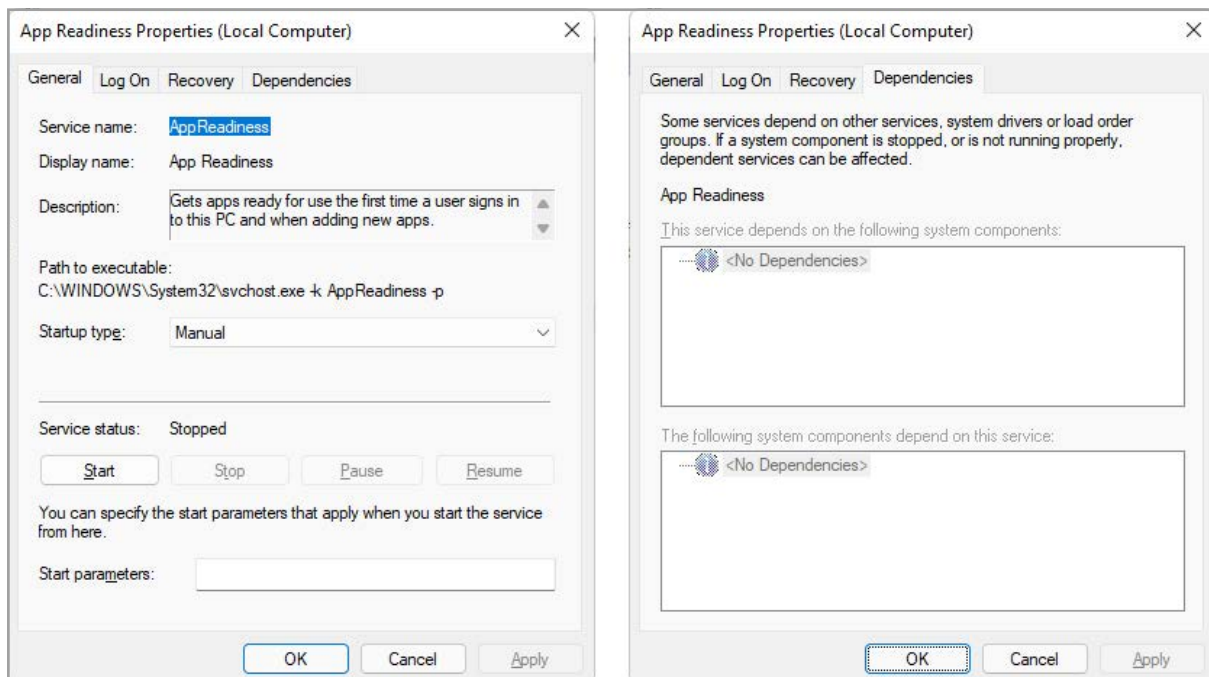 App Readiness Properties (Local Computer)
General Log On Recovery Dependencies
Service name: AppReadiness
Display name: App Readiness
Description: Gets apps ready for use the first time a user signs in
to this PC and when adding new apps.
Path to executable:
C:\WINDOWS\System32\svchost.exe -k AppReadiness -p
Startup type: Manual
Service status: Stopped
Start Stop Pause Resume
You can specify the start parameters that apply when you start the service
from here.
Start parameters:
OK Cancel Apply
App Readiness Properties (Local Computer)
General Log On Recovery Dependencies
Some services depend on other services, system drivers or load order
groups. If a system component is stopped, or is not running properly,
dependent services can be affected.
App Readiness
This service depends on the following system components:
<No Dependencies>
The following system components depend on this service:
<No Dependencies>
OK Cancel Apply